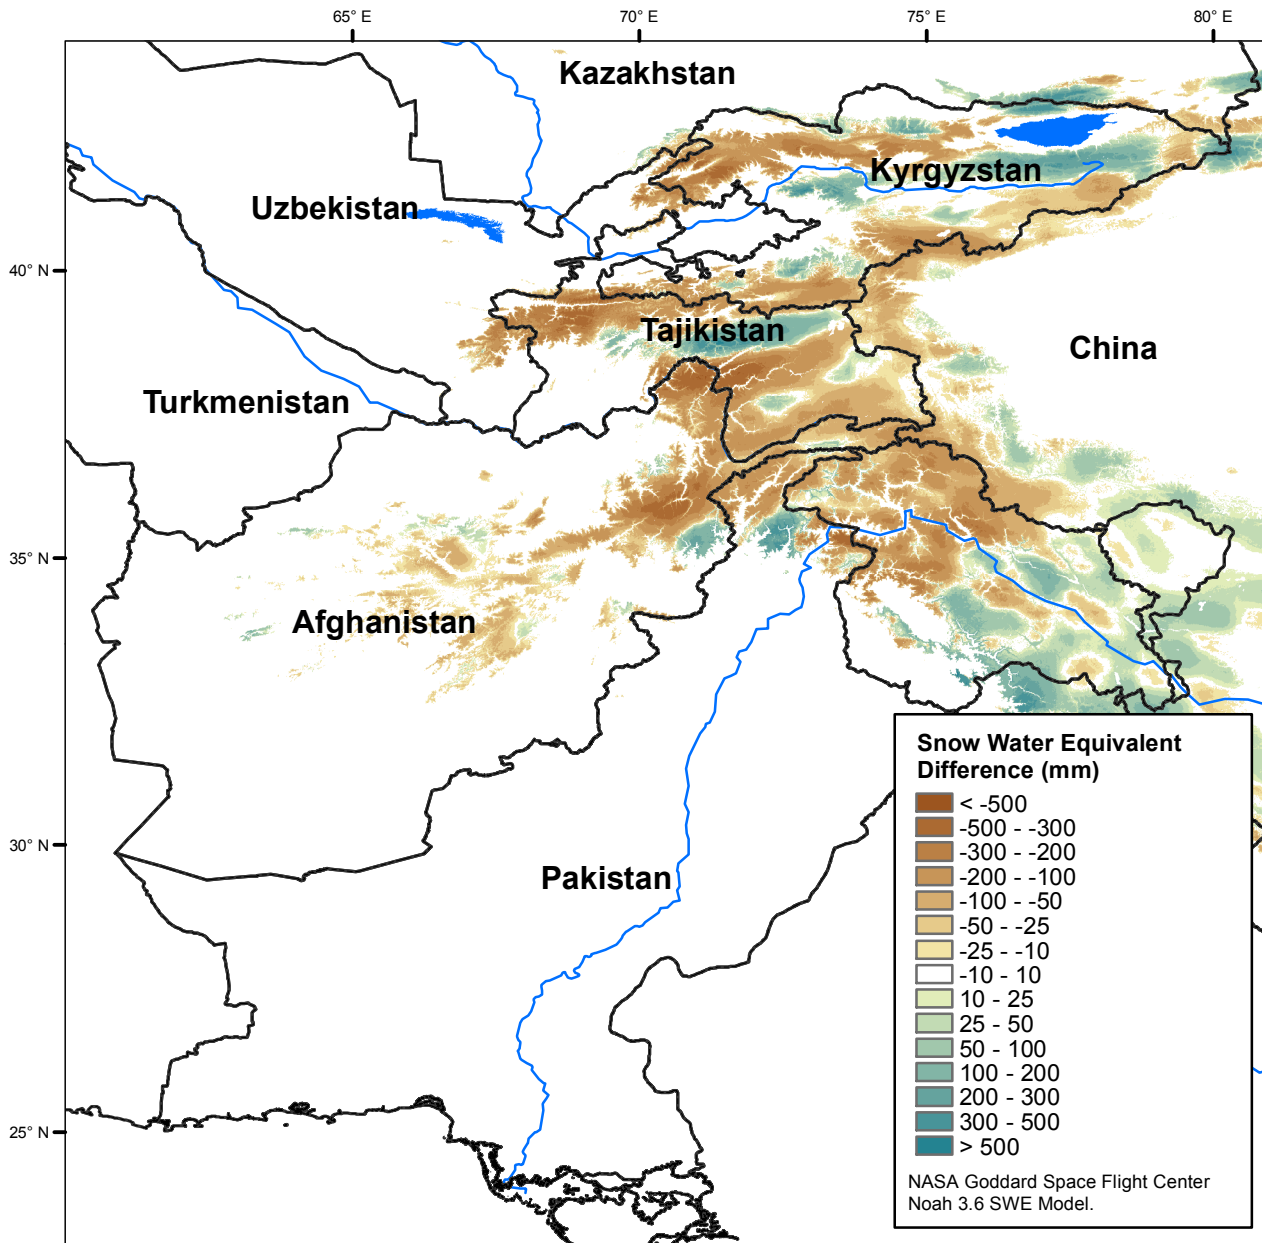 65° E
70° E
75° E
80° E
Kazakhstan
Kyrgyzstan
Uzbekistan
40° N
Tajikistan
China
Turkmenistan
35° N
Afghanistan
30° N
Pakistan
25° N
Snow Water Equivalent
Difference (mm)
< -500
-500 - -300
-300 - -200
-200 - -100
-100 - -50
-50 - -25
-25 - -10
-10 - 10
10 - 25
25 - 50
50 - 100
100 - 200
200 - 300
300 - 500
> 500
NASA Goddard Space Flight Center
Noah 3.6 SWE Model.